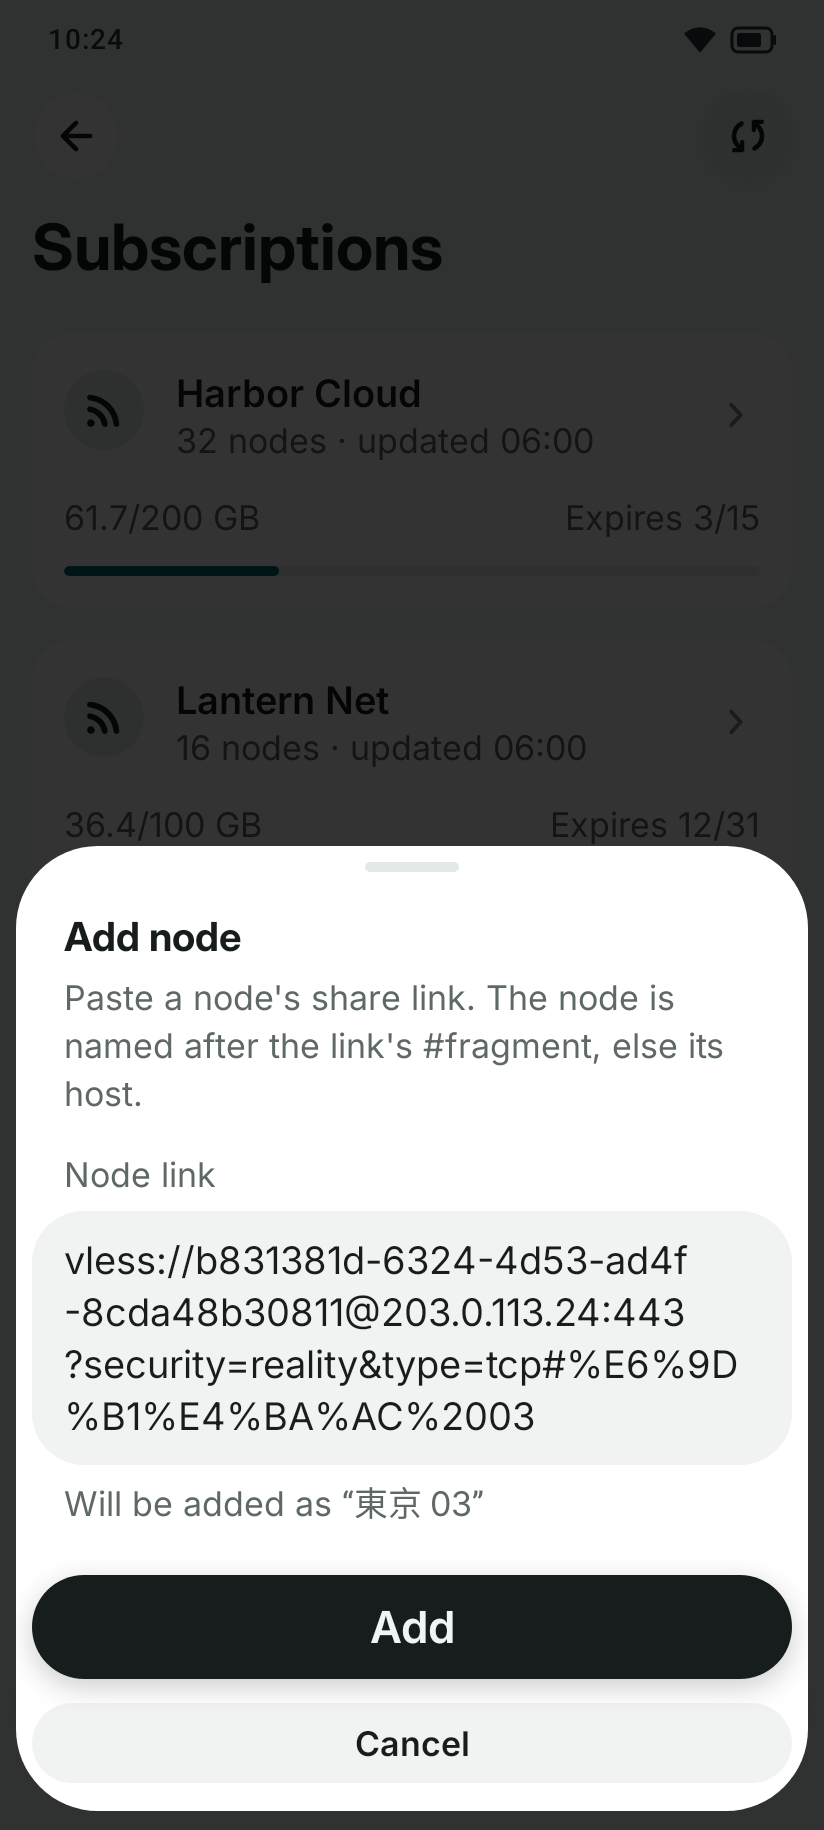 10:24
Subscriptions
Harbor Cloud
32 nodes · updated 06:00
61.7/200 GB
Expires 3/15
Lantern Net
16 nodes · updated 06:00
36.4/100 GB
Expires 12/31
Add node
Paste a node's share link. The node is
named after the link's #fragment, else its
host.
Node link
vless://b831381d-6324-4d53-ad4f
-8cda48b30811@203.0.113.24:443
?security=reality&type=tcp#%E6%9D
%B1%E4%BA%AC%2003
Will be added as “東京 03”
Add
Cancel